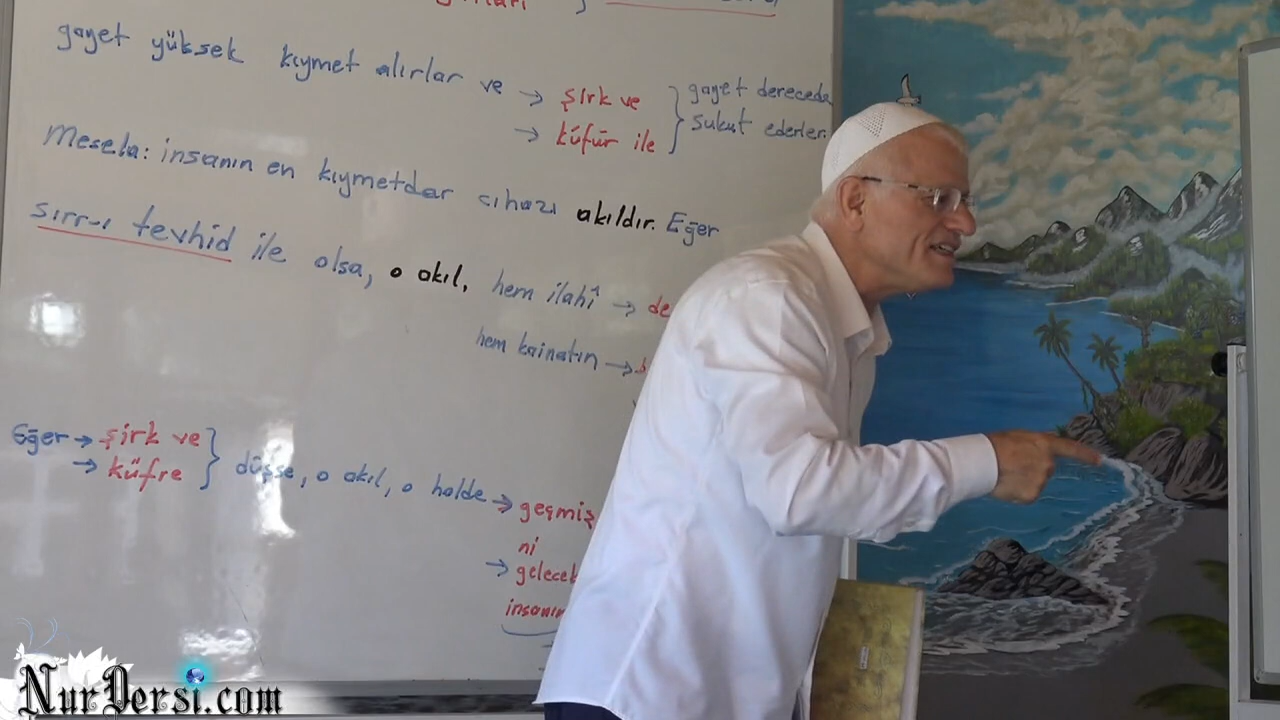 gayet yüksek kıymet alırlar ve → şirk ve } gayet derecede
→ küfür ile } sukut ederler.
Mesela: insanın en kıymetdar cihazı akıldır. Eğer
sırr-ı tevhid ile olsa, o akıl, hem ilahî → de
hem kainatın →
Eğer → şirk ve }
→ küfre } düşse, o akıl, o halde → geçmiş
ni
→ gelecek
insanın
NurDersi.com